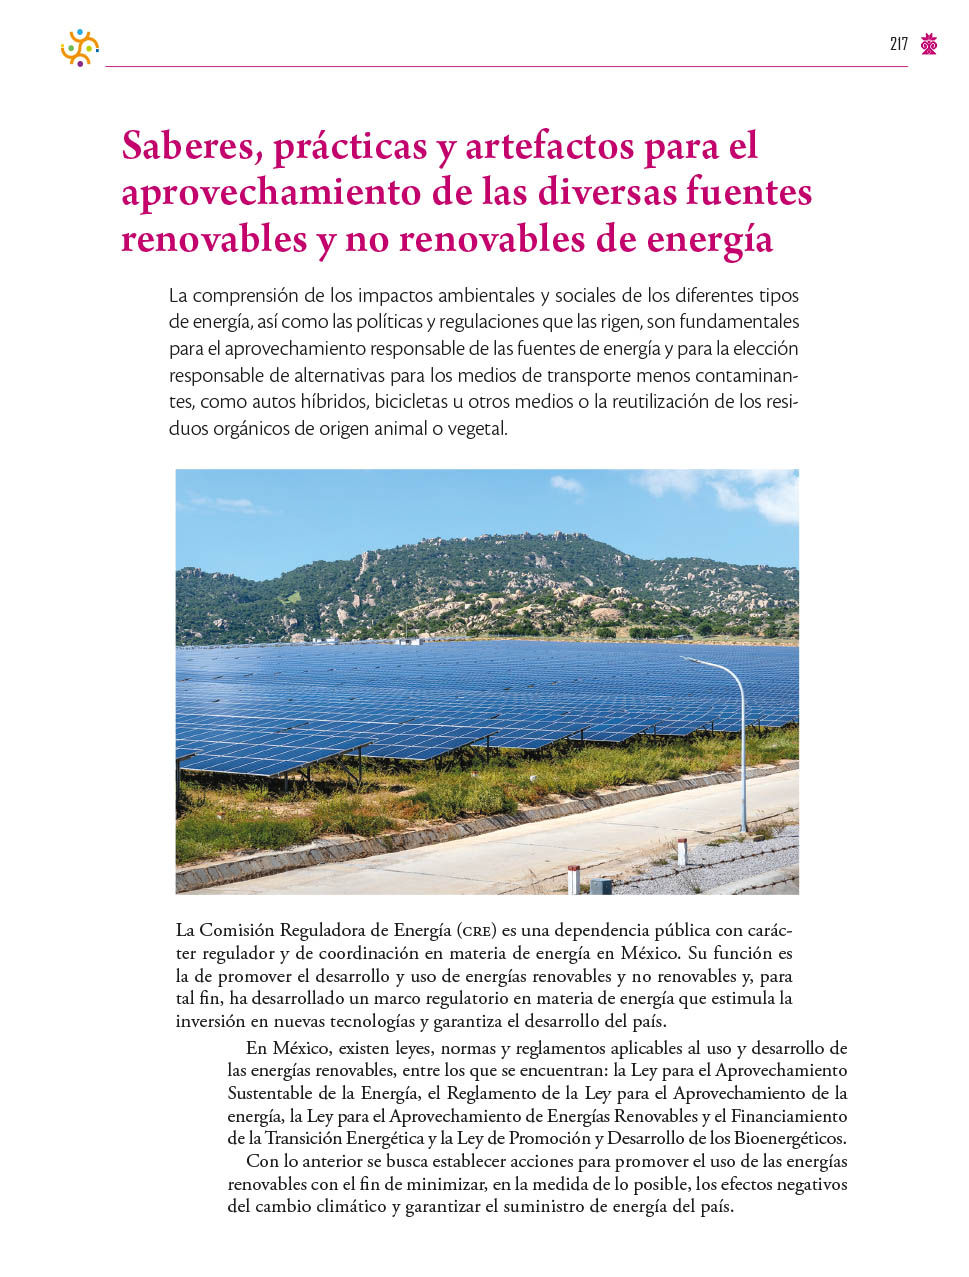 217
Saberes, prácticas y artefactos para el
aprovechamiento de las diversas fuentes
renovables y no renovables de energía
La comprensión de los impactos ambientales y sociales de los diferentes tipos
de energía, así como las políticas y regulaciones que las rigen, son fundamentales
para el aprovechamiento responsable de las fuentes de energía y para la elección
responsable de alternativas para los medios de transporte menos contaminan-
tes, como autos híbridos, bicicletas u otros medios o la reutilización de los resi-
duos orgánicos de origen animal o vegetal.
La Comisión Reguladora de Energía (CRE) es una dependencia pública con carác-
ter regulador y de coordinación en materia de energía en México. Su función es
la de promover el desarrollo y uso de energías renovables y no renovables y, para
tal fin, ha desarrollado un marco regulatorio en materia de energía que estimula la
inversión en nuevas tecnologías y garantiza el desarrollo del país.
En México, existen leyes, normas y reglamentos aplicables al uso y desarrollo de
las energías renovables, entre los que se encuentran: la Ley para el Aprovechamiento
Sustentable de la Energía, el Reglamento de la Ley para el Aprovechamiento de la
energía, la Ley para el Aprovechamiento de Energías Renovables y el Financiamiento
de la Transición Energética y la Ley de Promoción y Desarrollo de los Bioenergéticos.
Con lo anterior se busca establecer acciones para promover el uso de las energías
renovables con el fin de minimizar, en la medida de lo posible, los efectos negativos
del cambio climático y garantizar el suministro de energía del país.